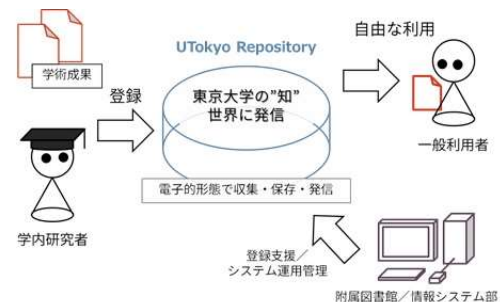 学術成果
UTokyo Repository
自由な利用
登録
東京大学の”知”
世界に発信
一般利用者
電子的形態で収集・保存・発信
学内研究者
登録支援／
システム運用管理
附属図書館／情報システム部